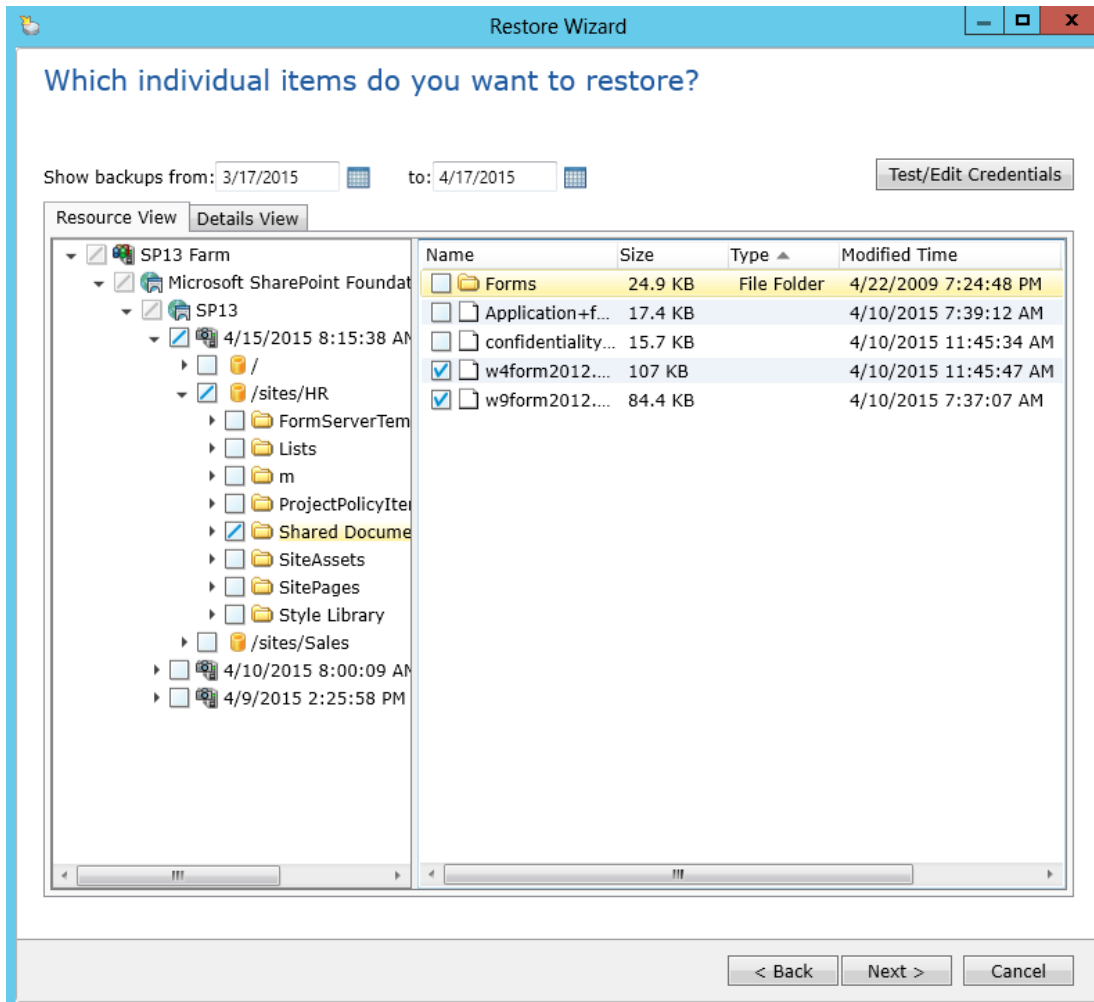 Restore Wizard
Which individual items do you want to restore?
Show backups from: 3/17/2015 to: 4/17/2015 Test/Edit Credentials
Resource View Details View
SP13 Farm
Microsoft SharePoint Foundat
SP13
4/15/2015 8:15:38 AM
/
/sites/HR
FormServerTem
Lists
m
ProjectPolicyIter
Shared Docume
SiteAssets
SitePages
Style Library
/sites/Sales
4/10/2015 8:00:09 AM
4/9/2015 2:25:58 PM
Name Size Type Modified Time
Forms 24.9 KB File Folder 4/22/2009 7:24:48 PM
Application+f... 17.4 KB 4/10/2015 7:39:12 AM
confidentiality... 15.7 KB 4/10/2015 11:45:34 AM
w4form2012.... 107 KB 4/10/2015 11:45:47 AM
w9form2012.... 84.4 KB 4/10/2015 7:37:07 AM
< Back Next > Cancel